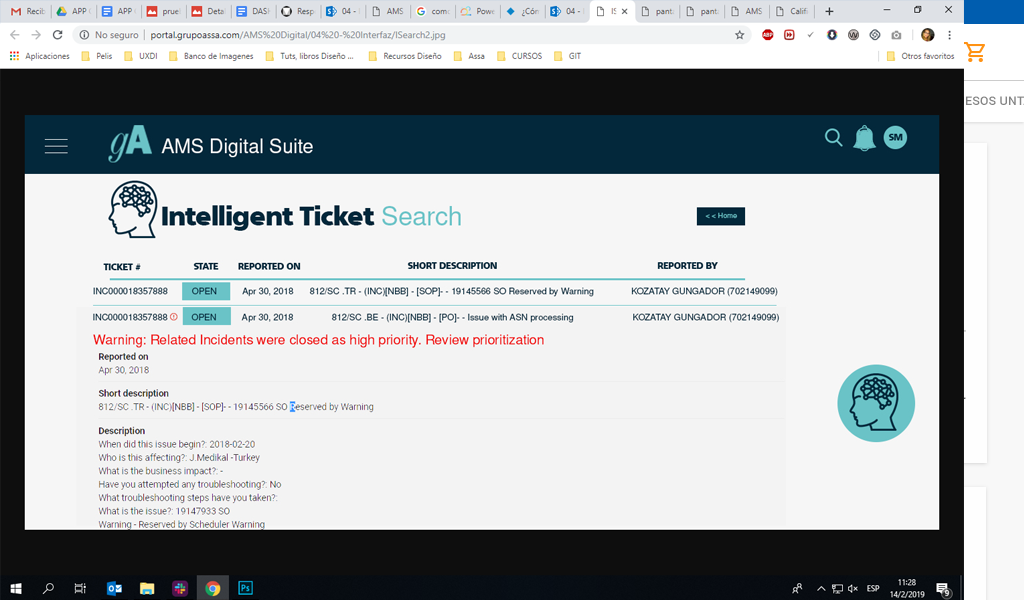 Recib
APP
APP
prue
Deta
DASH
Resp
04 -
AMS
com
Pow
¿Cóm
04 -
IS
pant
pant
AMS
Calif
No seguro | portal.grupoassa.com/AMS%20Digital/04%20-%20Interfaz/ISearch2.jpg
ABP
Aplicaciones Pelis UXDI Banco de Imagenes Tuts, libros Diseño ... Recursos Diseño Assa CURSOS GIT Otros favoritos
ESOS UNT
gA AMS Digital Suite SM
Intelligent Ticket Search << Home
TICKET # STATE REPORTED ON SHORT DESCRIPTION REPORTED BY
INC000018357888 OPEN Apr 30, 2018 812/SC .TR - (INC)[NBB] - [SOP]- - 19145566 SO Reserved by Warning KOZATAY GUNGADOR (702149099)
INC000018357888 OPEN Apr 30, 2018 812/SC .BE - (INC)[NBB] - [PO]- - Issue with ASN processing KOZATAY GUNGADOR (702149099)
Warning: Related Incidents were closed as high priority. Review prioritization
Reported on
Apr 30, 2018
Short description
812/SC .TR - (INC)[NBB] - [SOP]- - 19145566 SO Reserved by Warning
Description
When did this issue begin?: 2018-02-20
Who is this affecting?: J.Medikal -Turkey
What is the business impact?: -
Have you attempted any troubleshooting?: No
What troubleshooting steps have you taken?:
What is the issue?: 19147933 SO
Warning - Reserved by Scheduler Warning
Ps
ESP
11:28
14/2/2019
9